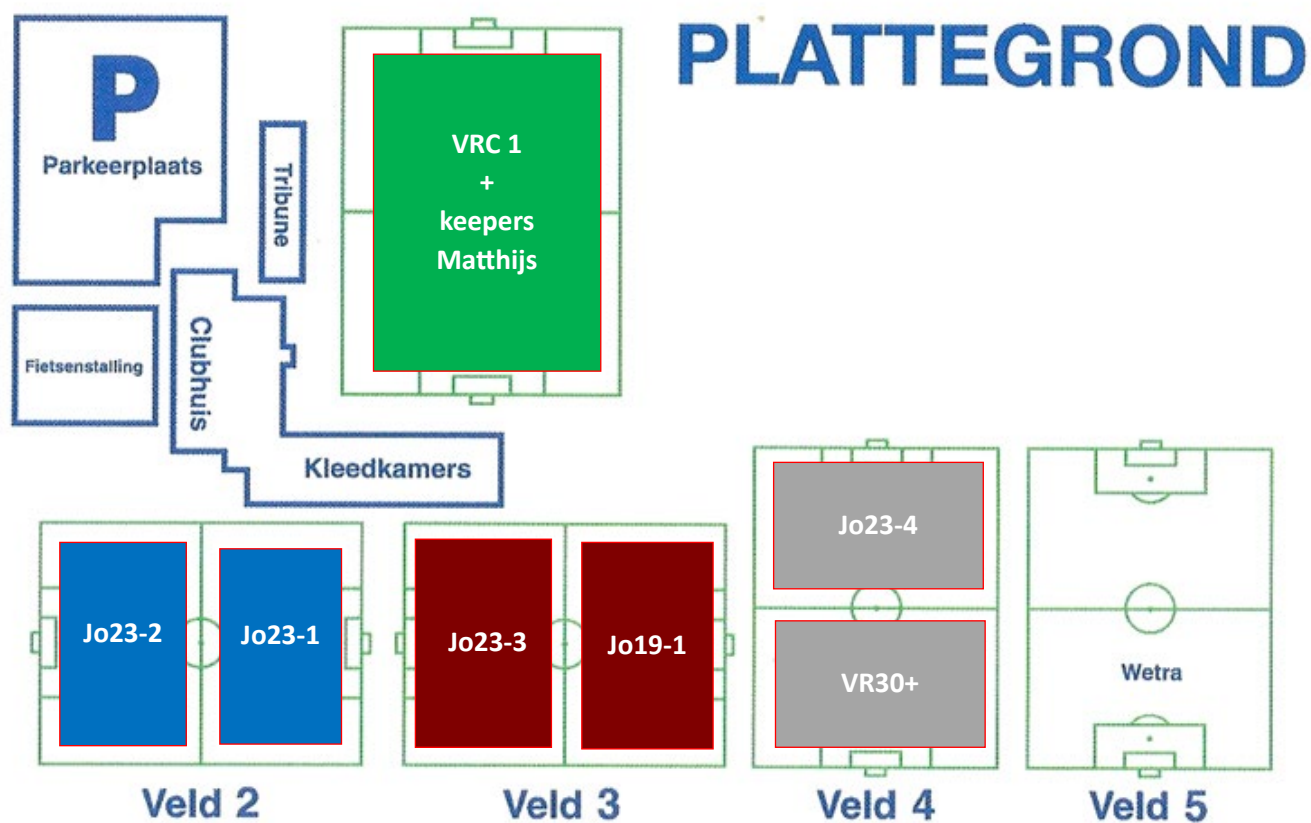 PLATTEGROND
P
Parkeerplaats
Tribune
VRC 1
+
keepers
Matthijs
Fietsenstalling
Clubhuis
Kleedkamers
Jo23-2
Jo23-1
Jo23-3
Jo19-1
Jo23-4
VR30+
Wetra
Veld 2
Veld 3
Veld 4
Veld 5